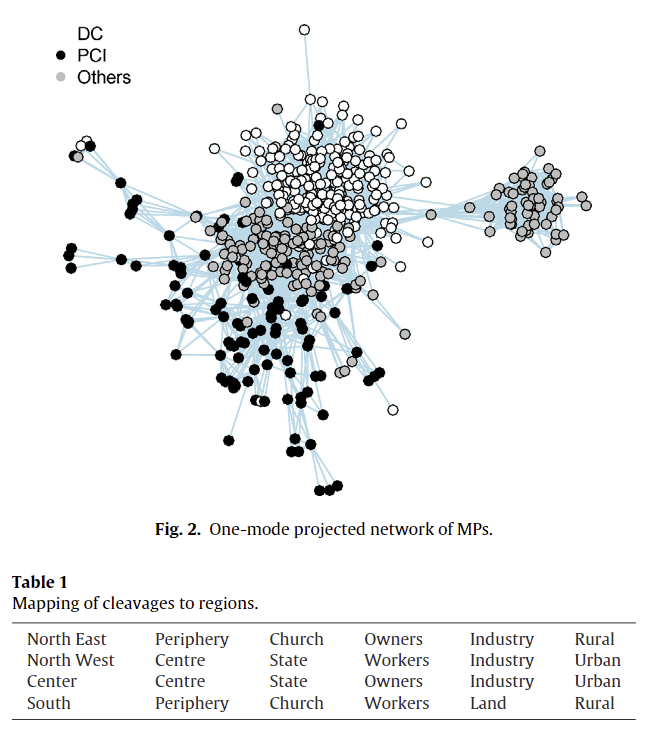 DC
PCI
Others
Fig. 2. One-mode projected network of MPs.
Table 1
Mapping of cleavages to regions.
North East Periphery Church Owners Industry Rural
North West Centre State Workers Industry Urban
Center Centre State Owners Industry Urban
South Periphery Church Workers Land Rural